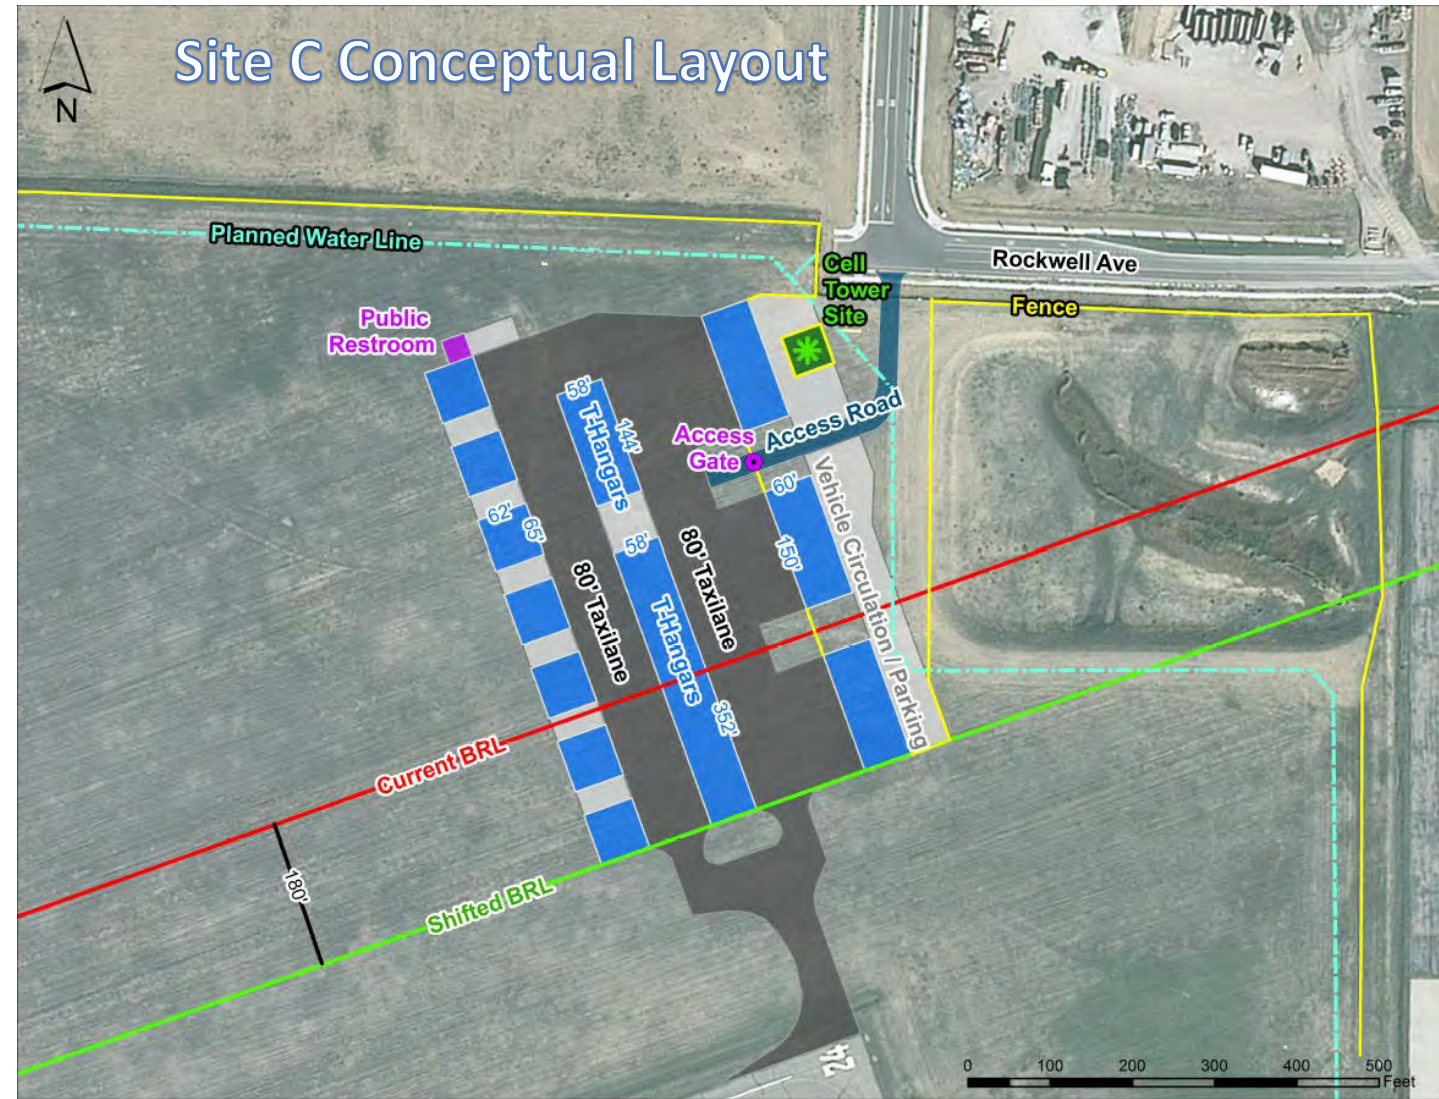 Site C Conceptual Layout
N
Planned Water Line
Rockwell Ave
Cell
Tower
Site
Fence
Public
Restroom
58'
T-Hangars
144'
Access
Gate
Access Road
62'
65'
58'
60'
150'
80' Taxilane
80' Taxilane
T-Hangars
352'
Vehicle Circulation / Parking
Current BRL
180'
Shifted BRL
24
0 100 200 300 400 500
Feet